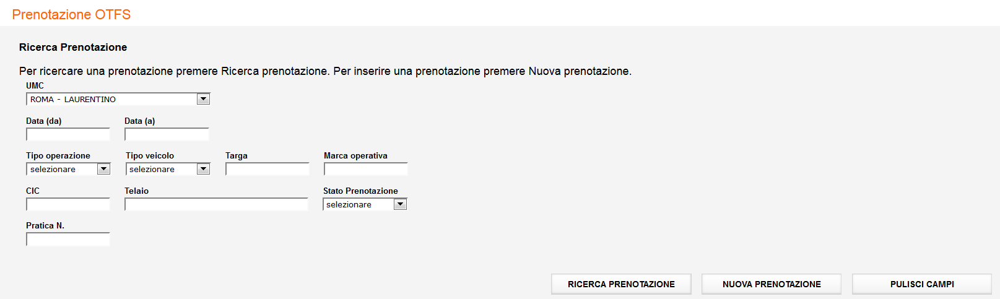 Prenotazione OTFS
Ricerca Prenotazione
Per ricercare una prenotazione premere Ricerca prenotazione. Per inserire una prenotazione premere Nuova prenotazione.
UMC
ROMA - LAURENTINO
Data (da) Data (a)
Tipo operazione Tipo veicolo Targa Marca operativa
selezionare selezionare
CIC Telaio Stato Prenotazione
selezionare
Pratica N.
RICERCA PRENOTAZIONE NUOVA PRENOTAZIONE PULISCI CAMPI